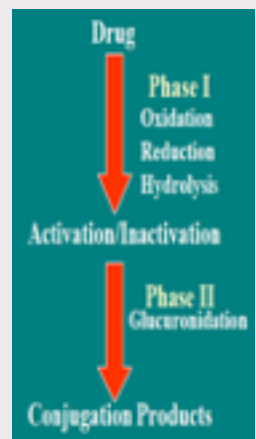 Drug
Phase I
Oxidation
Reduction
Hydrolysis
Activation/Inactivation
Phase II
Glucuronidation
Conjugation Products